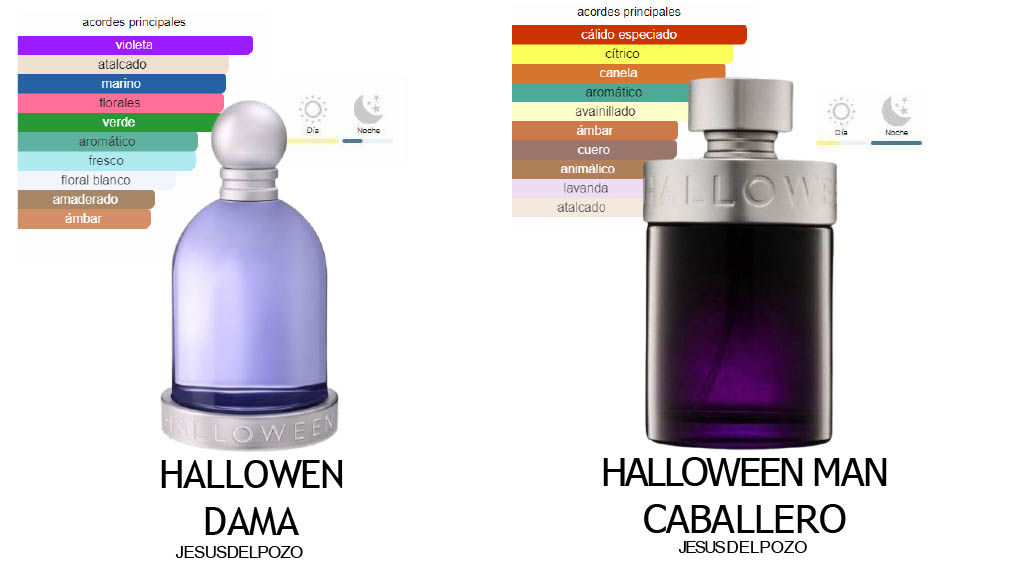 acordes principales
violeta
atalcado
marino
florales
verde
aromático
fresco
floral blanco
amaderado
ámbar
Día
Noche
HALLOWEEN
HALLOWEN
DAMA
JESUSDELPOZO
acordes principales
cálido especiado
cítrico
canela
aromático
avainillado
ámbar
cuero
animálico
lavanda
atalcado
Día
Noche
HALLOWE
HALLOWEEN MAN
CABALLERO
JESUSDELPOZO